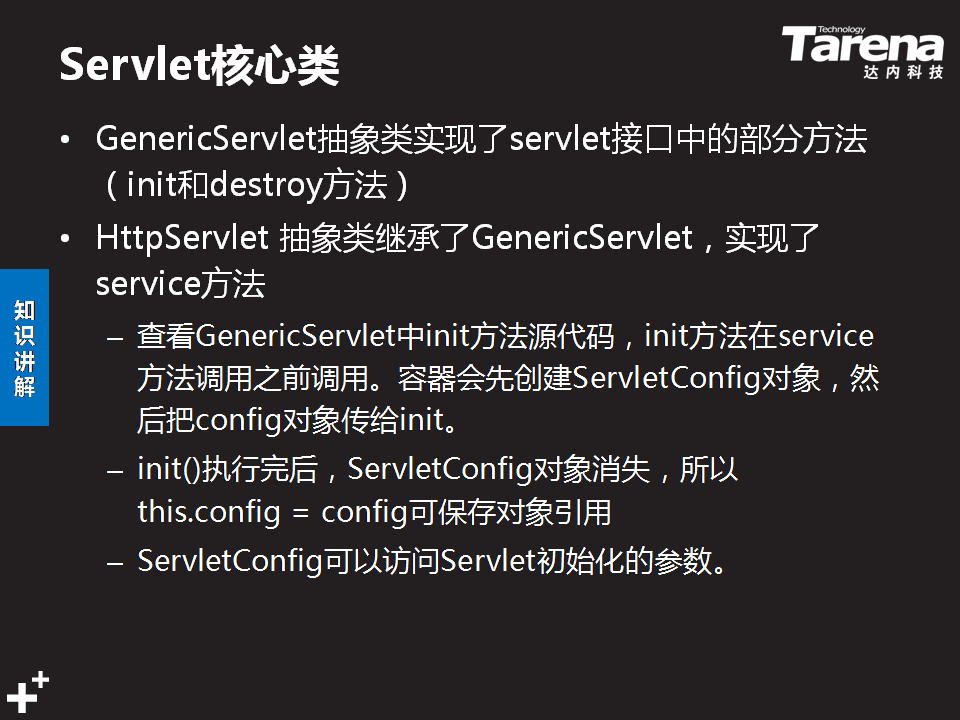 Servlet核心类
Technology
Tarena
达内科技
• GenericServlet抽象类实现了servlet接口中的部分方法
（init和destroy方法）
• HttpServlet 抽象类继承了GenericServlet，实现了
service方法
– 查看GenericServlet中init方法源代码，init方法在service
方法调用之前调用。容器会先创建ServletConfig对象，然
后把config对象传给init。
– init()执行完后，ServletConfig对象消失，所以
this.config = config可保存对象引用
– ServletConfig可以访问Servlet初始化的参数。
知
识
讲
解